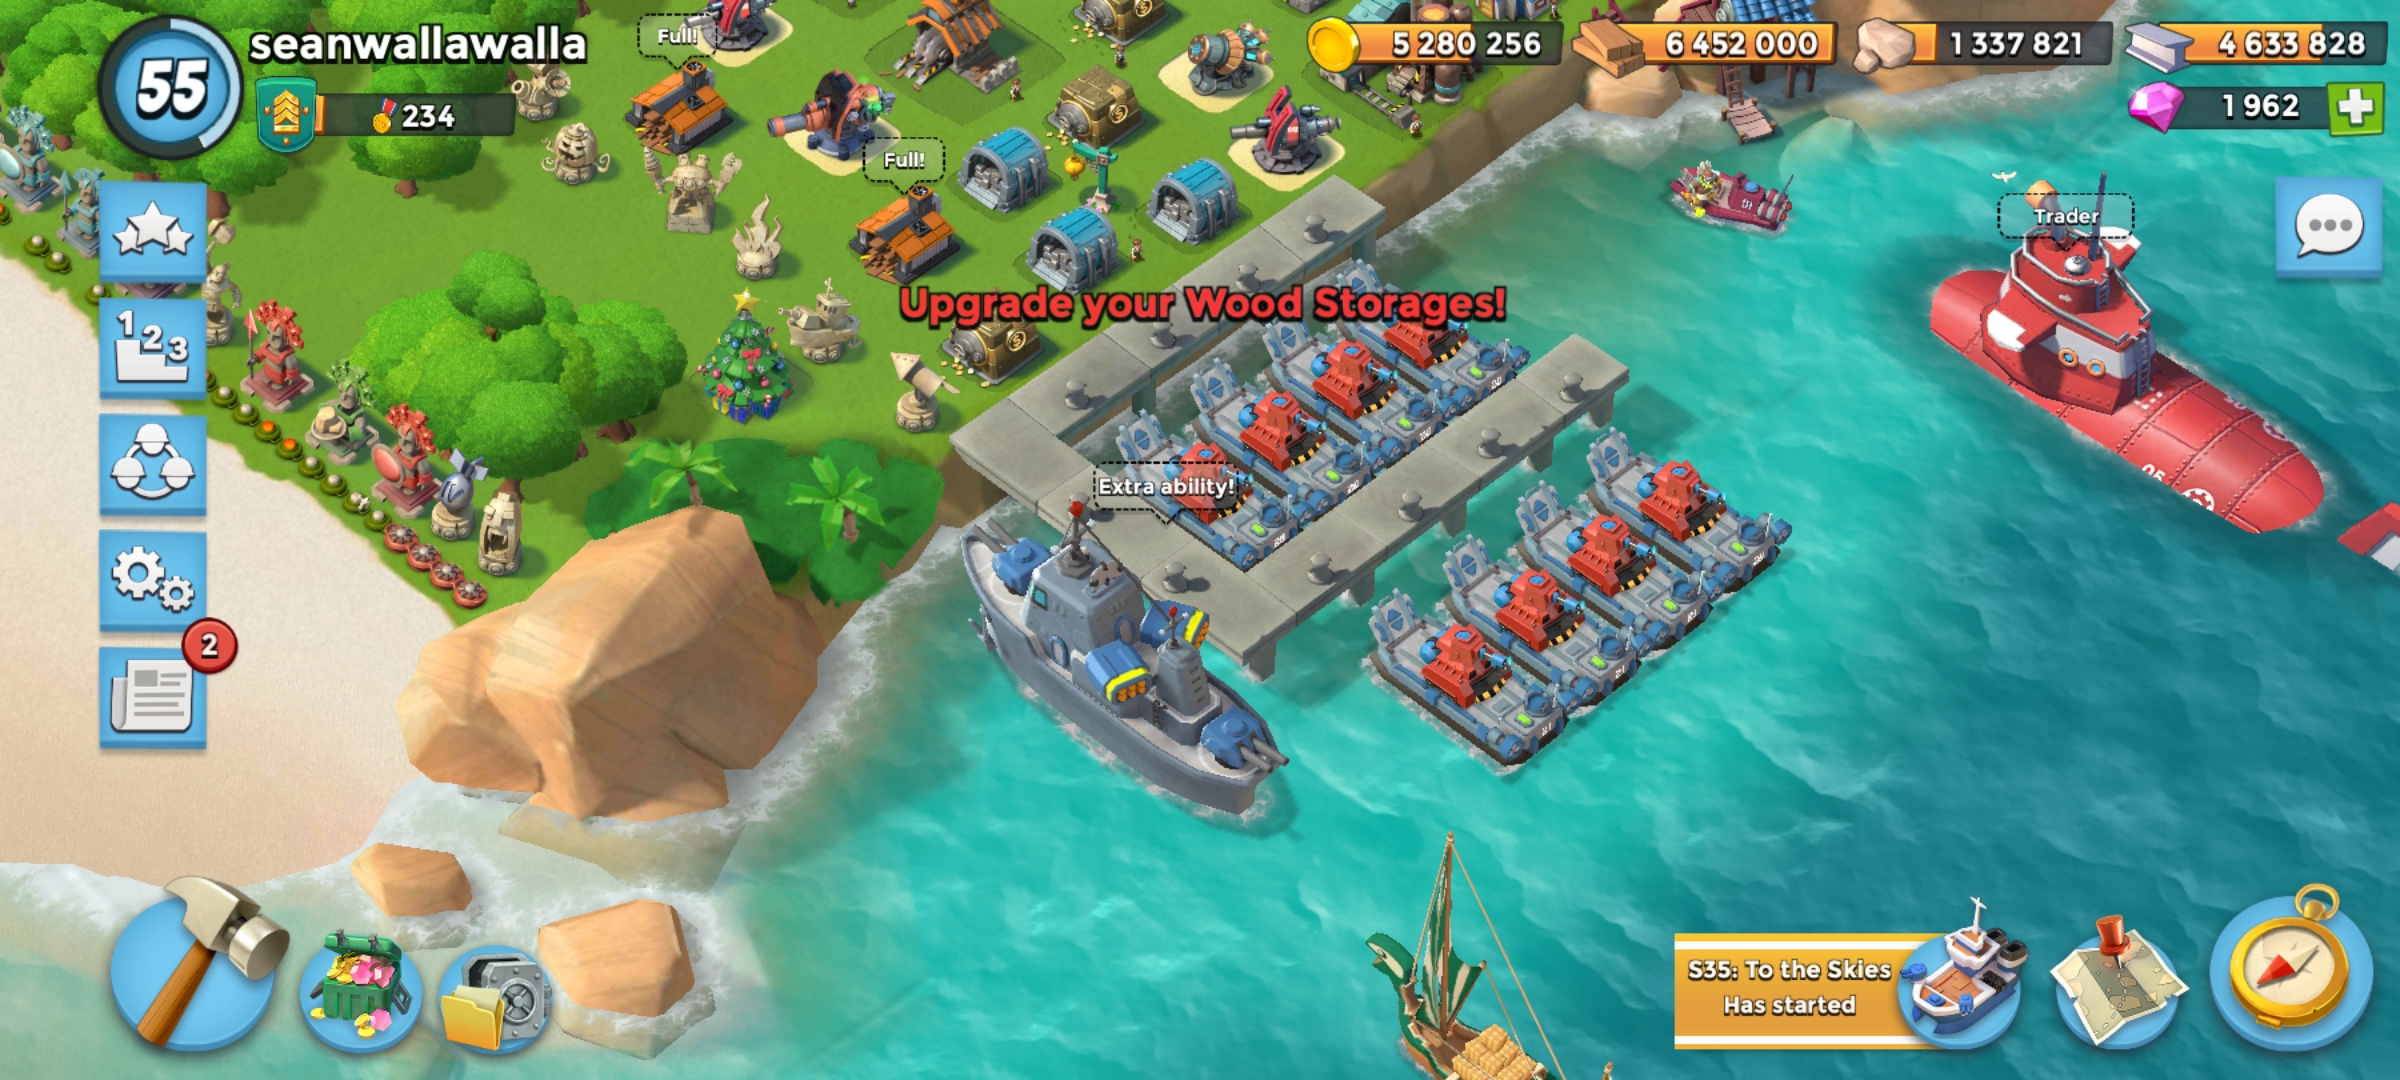 55
seanwallawalla
234
Full!
5 280 256
6 452 000
1 337 821
4 633 828
1 962
Full!
Trader
123
Upgrade your Wood Storages!
Extra ability!
2
S35: To the Skies
Has started